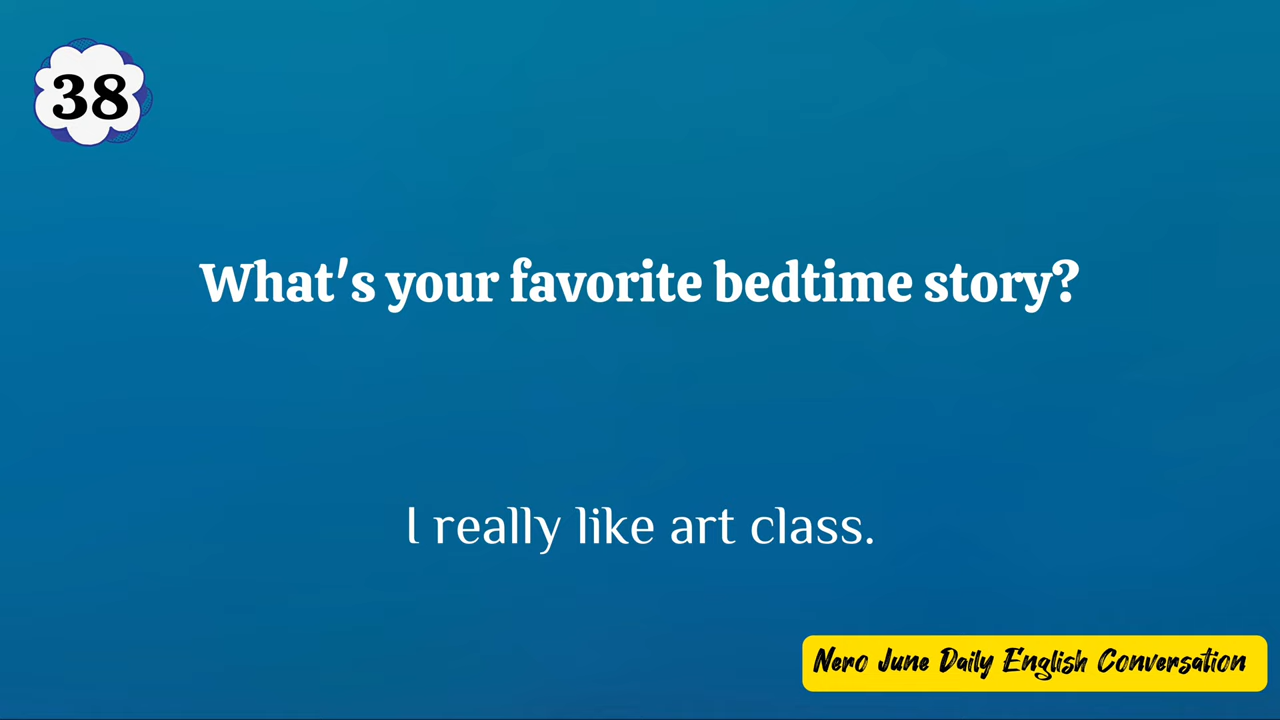 38
What's your favorite bedtime story?
I really like art class.
Nero June Daily English Conversation